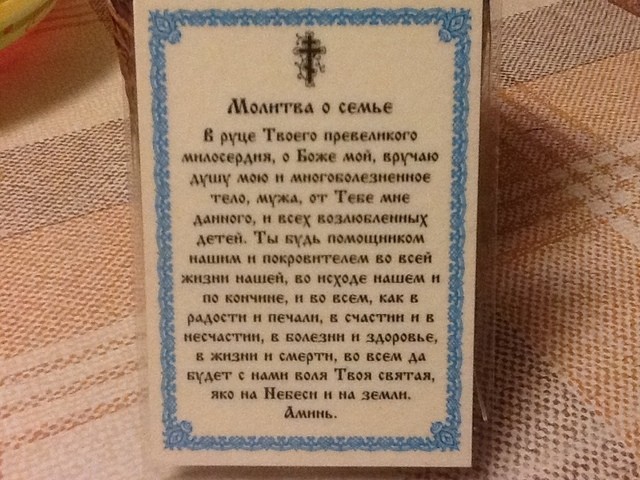 Молитва о семье
В руце Твоего превеликого
милосердия, о Боже мой, вручаю
душу мою и многоболезненное
тело, мужа, от Тебе мне
данного, и всех возлюбленных
детей. Ты будь помощником
нашим и покровителем во всей
жизни нашей, во исходе нашем и
по кончине, и во всем, как в
радости и печали, в счастии и в
несчастии, в болезни и здоровье,
в жизни и смерти, во всем да
будет с нами воля Твоя святая,
яко на Небеси и на земли.
Аминь.